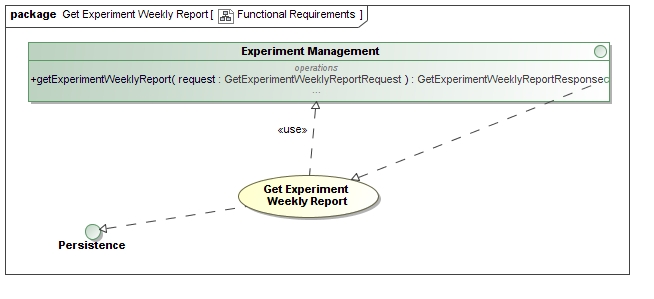 package Get Experiment Weekly Report [ Functional Requirements ]
Experiment Management
operations
+getExperimentWeeklyReport( request : GetExperimentWeeklyReportRequest ) : GetExperimentWeeklyReportResponse
...
«use»
Get Experiment
Weekly Report
Persistence